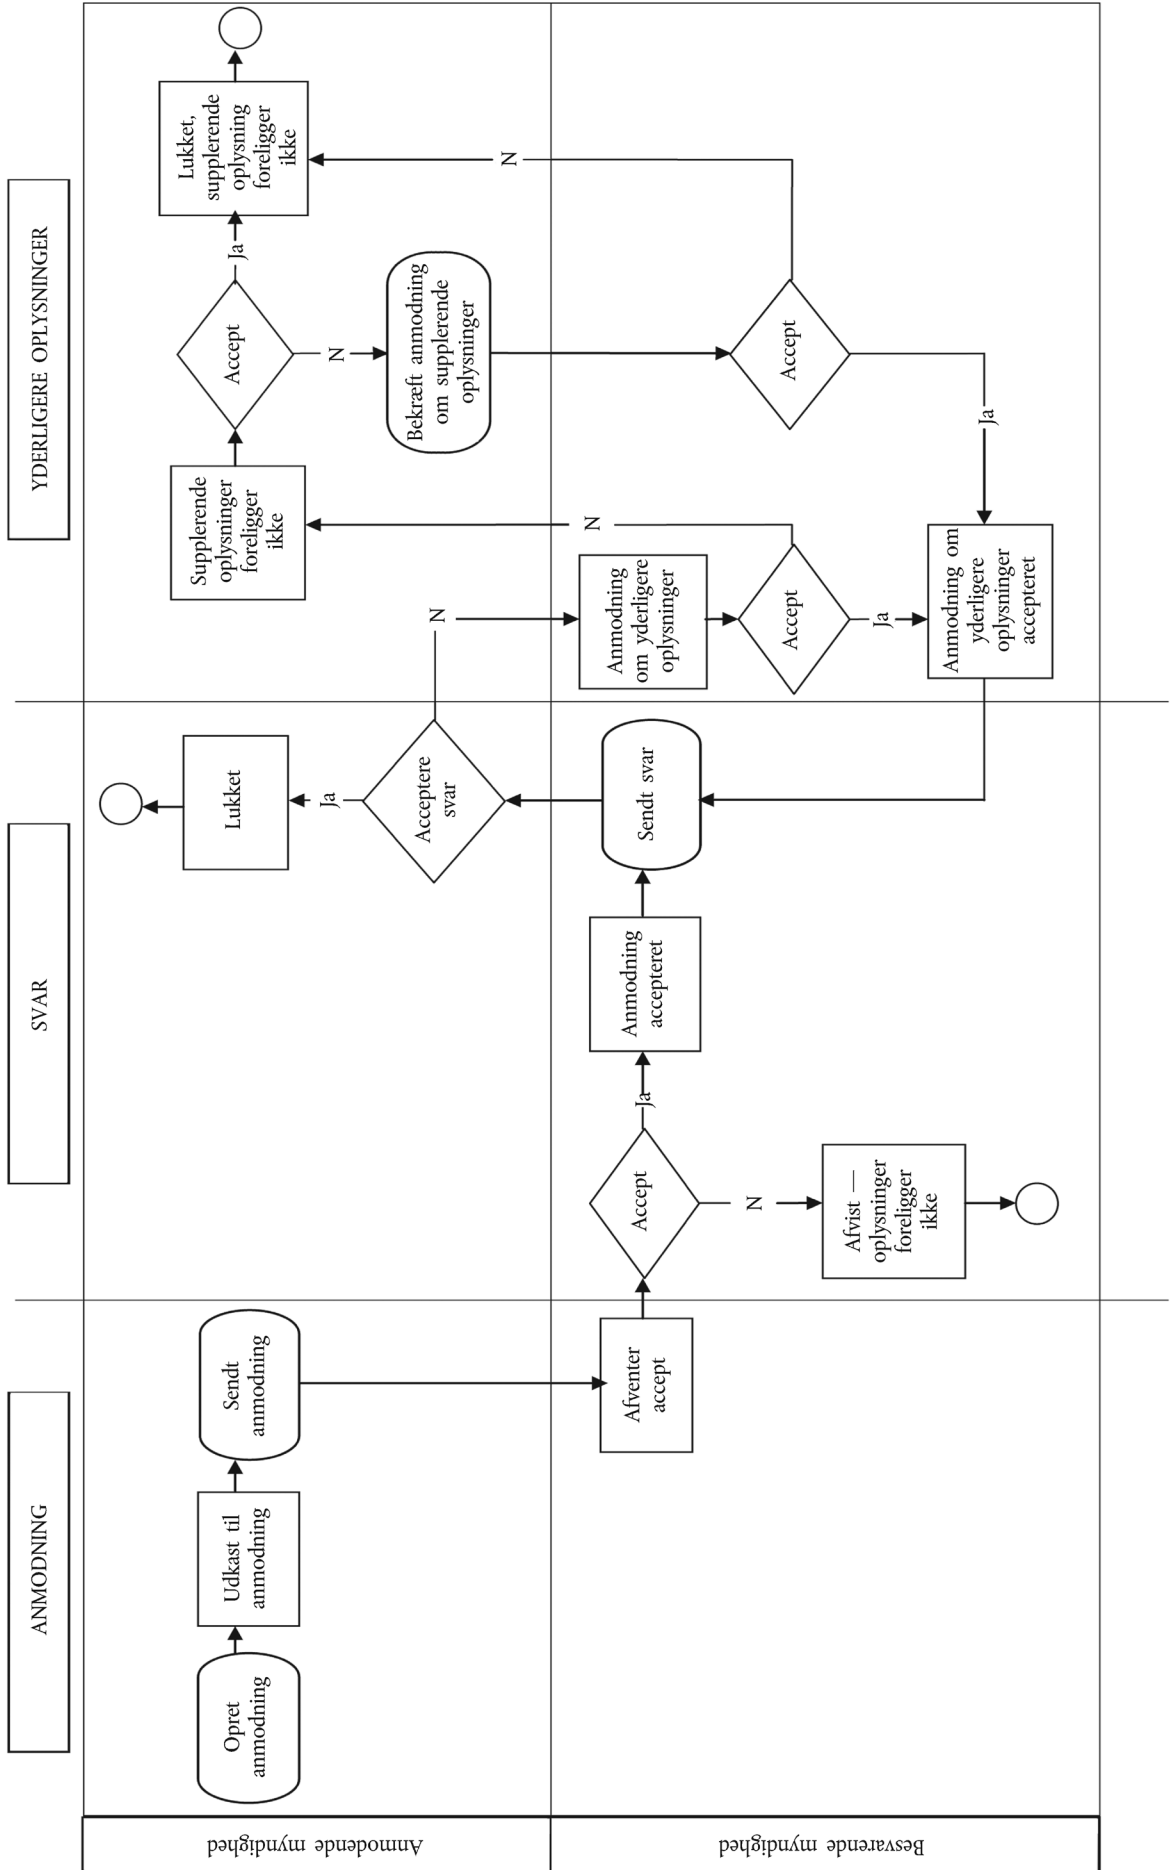 ANMODNING
SVAR
YDERLIGERE OPLYSNINGER
Anmodende myndighed
Opret
anmodning
Udkast til
anmodning
Sendt
anmodning
Lukket
Ja
Acceptere
svar
N
Supplerende
oplysninger
foreligger
ikke
Accept
Ja
Lukket,
supplerende
oplysning
foreligger
ikke
N
Bekræft anmodning
om supplerende
oplysninger
N
N
Besvarende myndighed
Afventer
accept
Accept
Ja
Anmodning
accepteret
Sendt svar
N
Afvist —
oplysninger
foreligger
ikke
Anmodning
om yderligere
oplysninger
Accept
Ja
Anmodning om
yderligere
oplysninger
accepteret
Accept
Ja